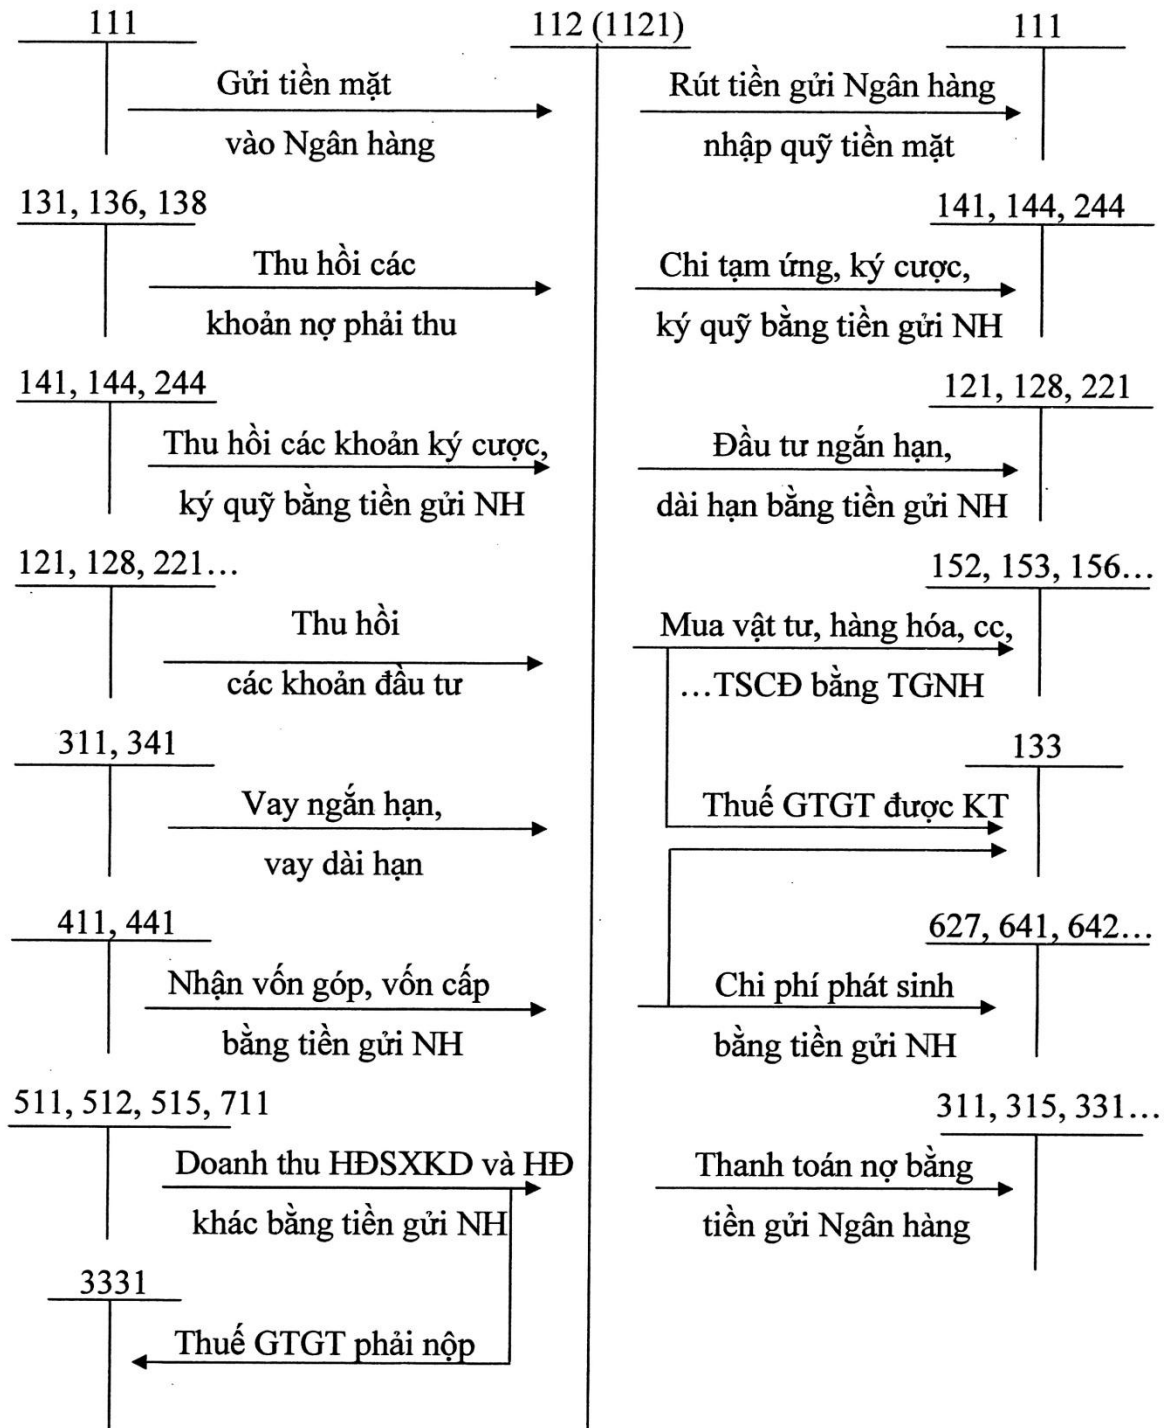 111
112 (1121)
111
Gửi tiền mặt
vào Ngân hàng
Rút tiền gửi Ngân hàng
nhập quỹ tiền mặt
131, 136, 138
141, 144, 244
Thu hồi các
khoản nợ phải thu
Chi tạm ứng, ký cược,
ký quỹ bằng tiền gửi NH
141, 144, 244
121, 128, 221
Thu hồi các khoản ký cược,
ký quỹ bằng tiền gửi NH
Đầu tư ngắn hạn,
dài hạn bằng tiền gửi NH
121, 128, 221…
152, 153, 156…
Thu hồi
các khoản đầu tư
Mua vật tư, hàng hóa, cc,
…TSCĐ bằng TGNH
311, 341
133
Vay ngắn hạn,
vay dài hạn
Thuế GTGT được KT
411, 441
627, 641, 642…
Nhận vốn góp, vốn cấp
bằng tiền gửi NH
Chi phí phát sinh
bằng tiền gửi NH
511, 512, 515, 711
311, 315, 331…
Doanh thu HĐSXKD và HĐ
khác bằng tiền gửi NH
Thanh toán nợ bằng
tiền gửi Ngân hàng
3331
Thuế GTGT phải nộp